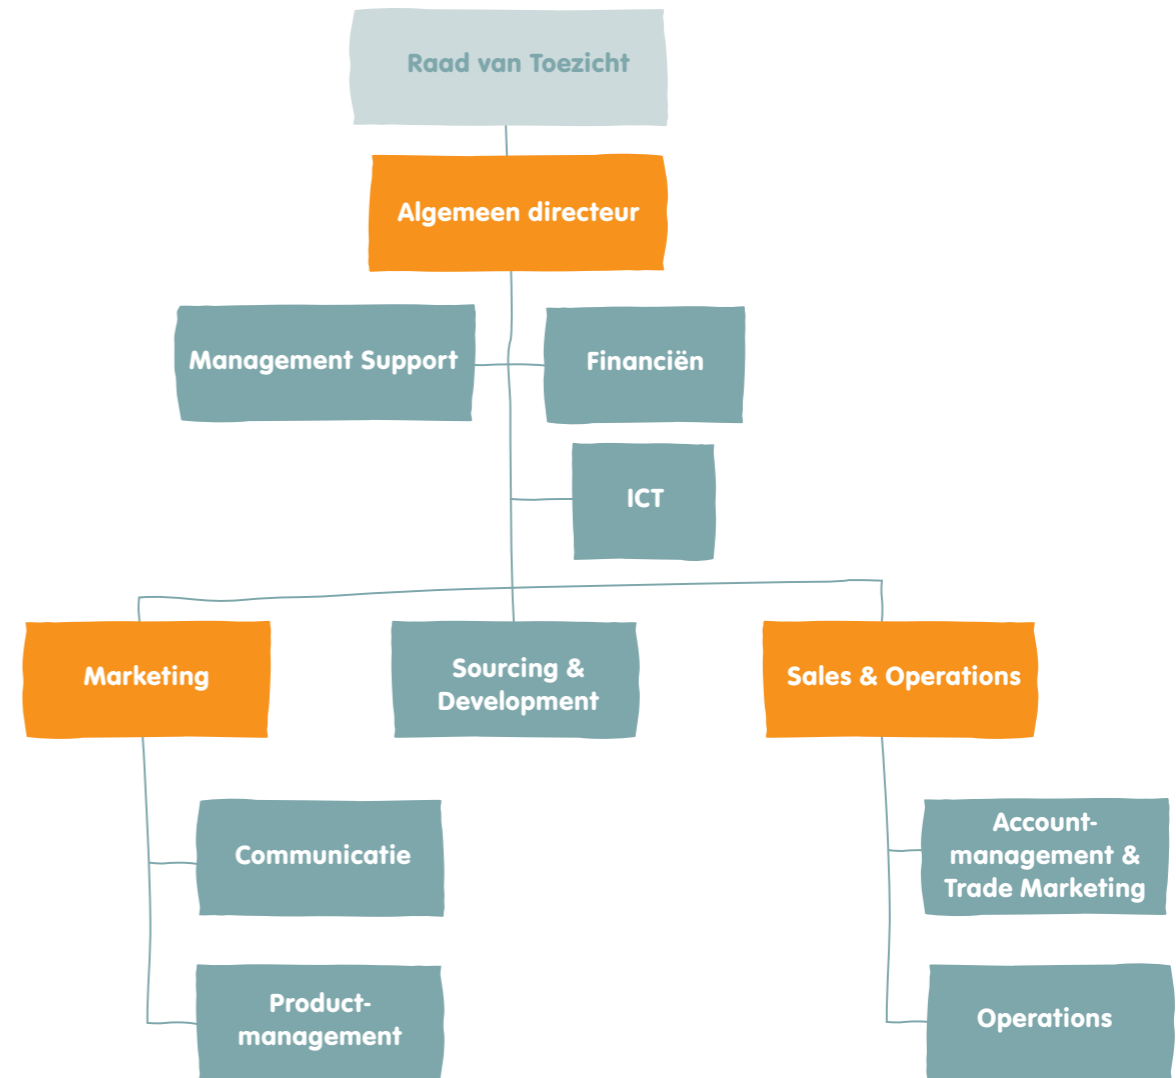 Raad van Toezicht
Algemeen directeur
Management Support
Financiën
ICT
Marketing
Sourcing &
Development
Sales & Operations
Communicatie
Account-
management &
Trade Marketing
Product-
management
Operations